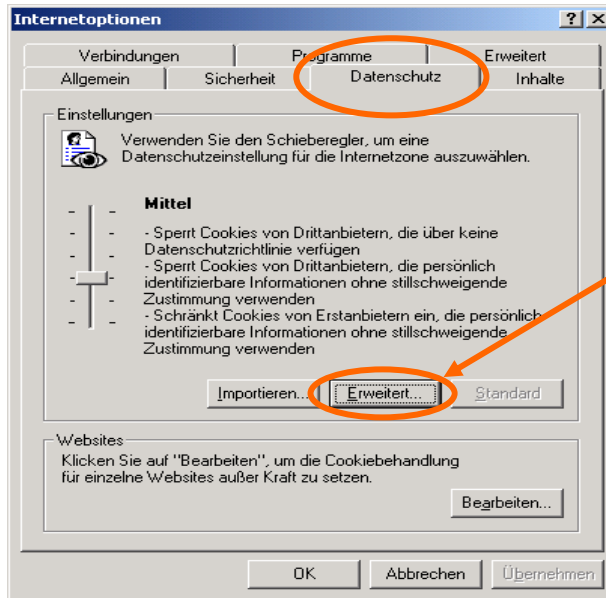 Internetoptionen
Verbindungen Programme Erweitert
Allgemein Sicherheit Datenschutz Inhalte
Einstellungen
Verwenden Sie den Schieberegler, um eine
Datenschutzeinstellung für die Internetzone auszuwählen.
Mittel
- Sperrt Cookies von Drittanbietern, die über keine
Datenschutzrichtlinie verfügen
- Sperrt Cookies von Drittanbietern, die persönlich
identifizierbare Informationen ohne stillschweigende
Zustimmung verwenden
- Schränkt Cookies von Erstanbietern ein, die persönlich
identifizierbare Informationen ohne stillschweigende
Zustimmung verwenden
Importieren... Erweitert... Standard
Websites
Klicken Sie auf "Bearbeiten", um die Cookiebehandlung
für einzelne Websites außer Kraft zu setzen.
Bearbeiten...
OK Abbrechen Übernehmen